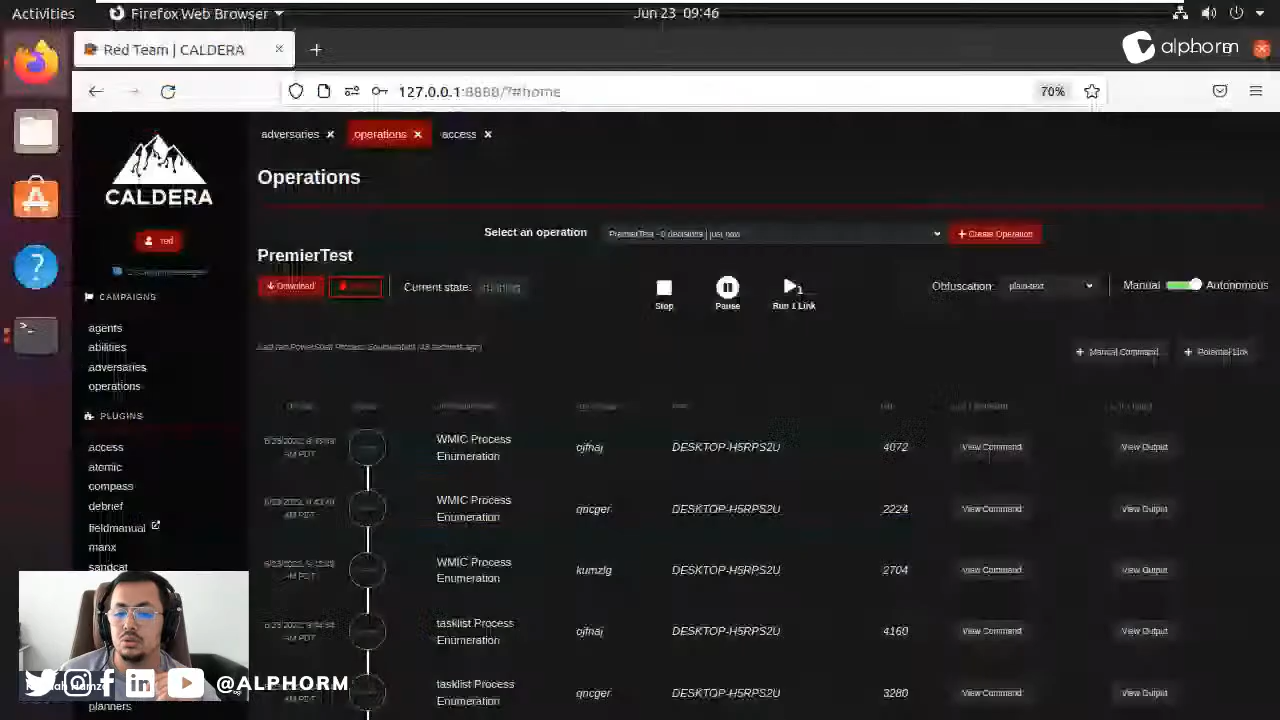 Activities Firefox Web Browser Jun 23 09:46
Red Team | CALDERA
alphorm
127.0.0.1:8888/?#home 70%
adversaries operations access
CALDERA
Operations
red
Select an operation PremierTest - 0 decisions | just now Create Operation
PremierTest
Download Current state: running Stop Pause Run 1 Link Obfuscation: plain-text Manual Autonomous
CAMPAIGNS
agents
abilities
adversaries
operations
Manual Command Potential Link
PLUGINS
access
atomic
compass
debrief
fieldmanual
manx
sandcat
planners
WMIC Process Enumeration ojfnaj DESKTOP-H5RPS2U 4072 View Command View Output
WMIC Process Enumeration qncger DESKTOP-H5RPS2U 2224 View Command View Output
WMIC Process Enumeration kumzlg DESKTOP-H5RPS2U 2704 View Command View Output
tasklist Process Enumeration ojfnaj DESKTOP-H5RPS2U 4160 View Command View Output
tasklist Process Enumeration qncger DESKTOP-H5RPS2U 3280 View Command View Output
@ALPHORM